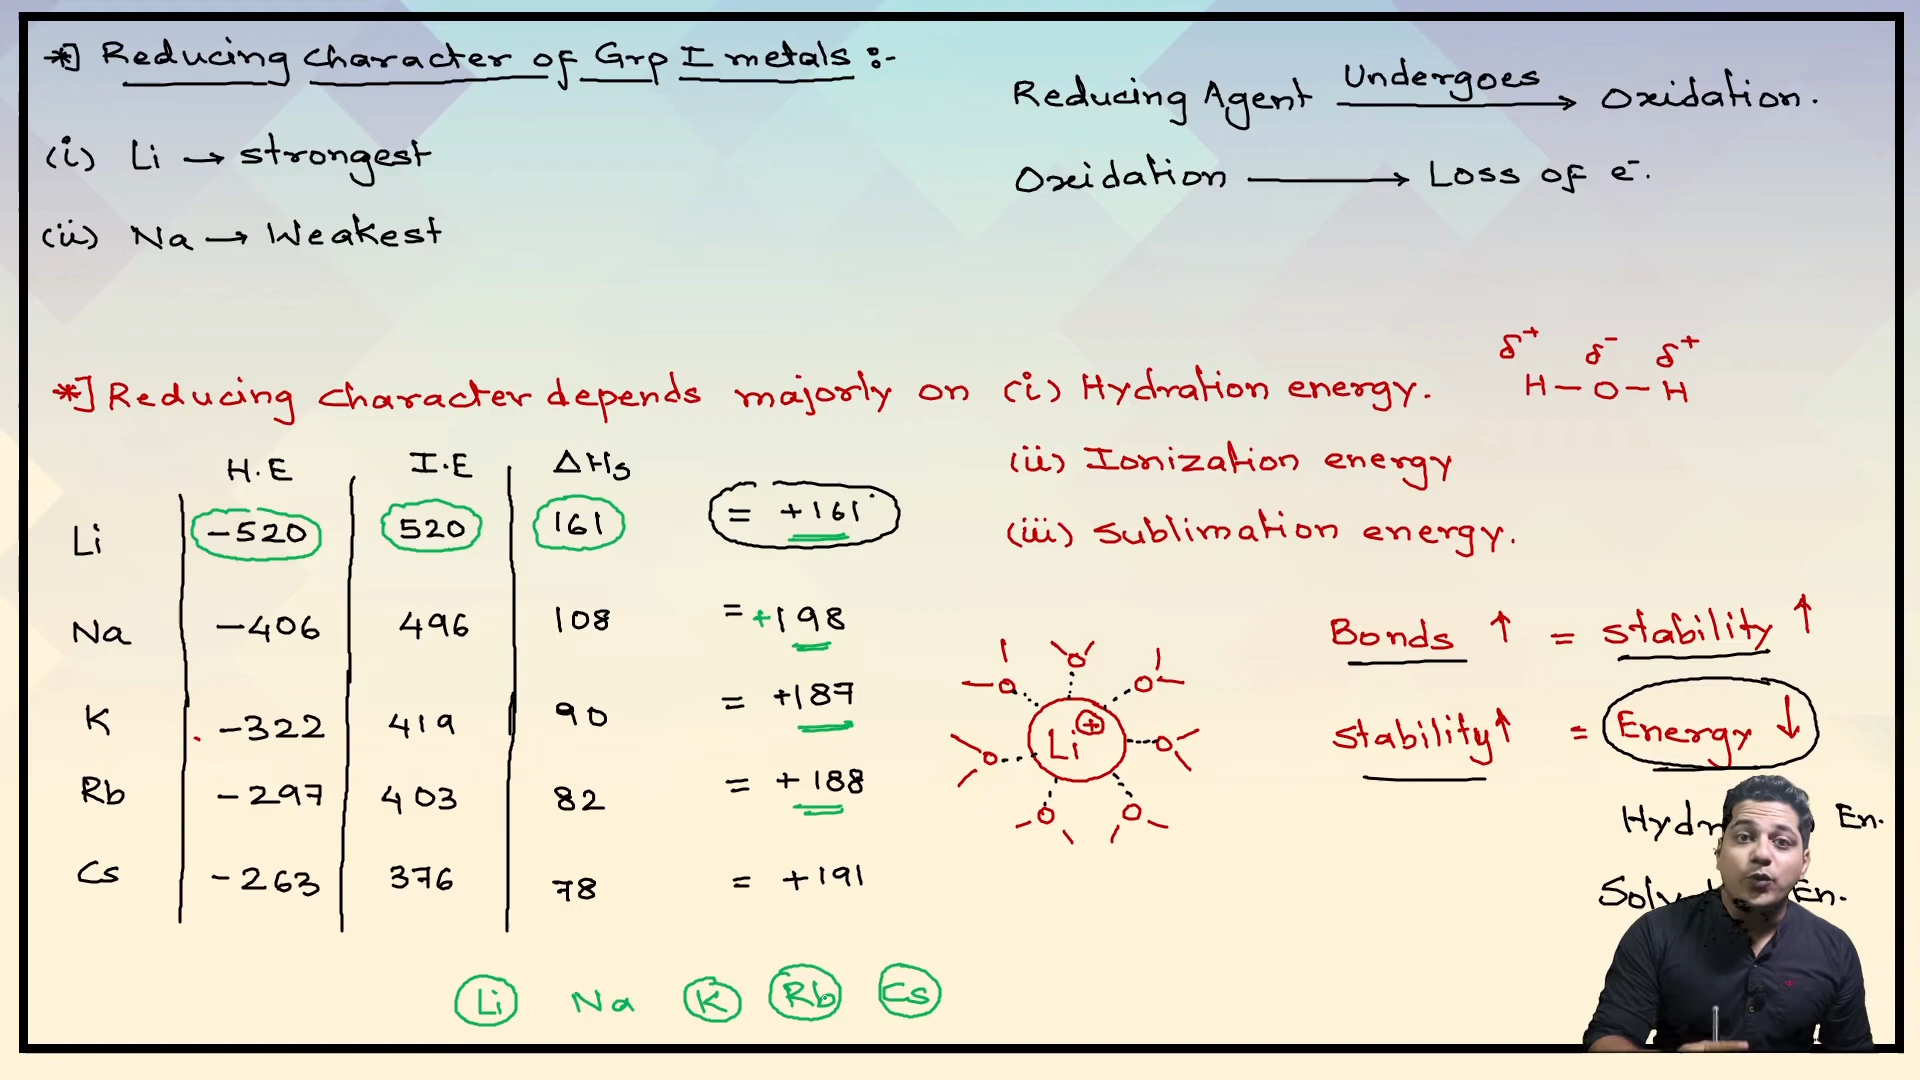 *] Reducing character of Grp I metals :-
Reducing Agent Undergoes → Oxidation.
(i) Li → strongest
Oxidation → Loss of e⁻.
(ii) Na → Weakest
δ⁺ δ⁻ δ⁺
H — O — H
*] Reducing character depends majorly on (i) Hydration energy.
(ii) Ionization energy
(iii) Sublimation energy.
H.E I.E ΔHs
Li -520 520 161 = +161
Na -406 496 108 = +198
K -322 419 90 = +187
Rb -297 403 82 = +188
Cs -263 376 78 = +191
O O O
O Li + O
O O
Bonds ↑ = stability ↑
stability ↑ = Energy ↓
En.
En.
Li Na K Rb Cs